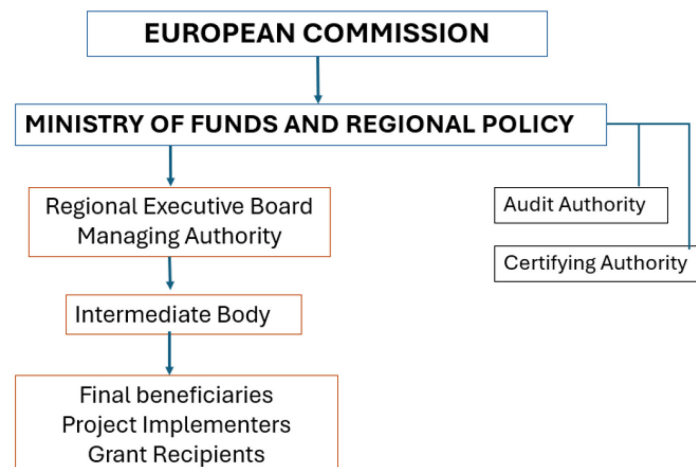 EUROPEAN COMMISSION
MINISTRY OF FUNDS AND REGIONAL POLICY
Regional Executive Board
Managing Authority
Audit Authority
Certifying Authority
Intermediate Body
Final beneficiaries
Project Implementers
Grant Recipients